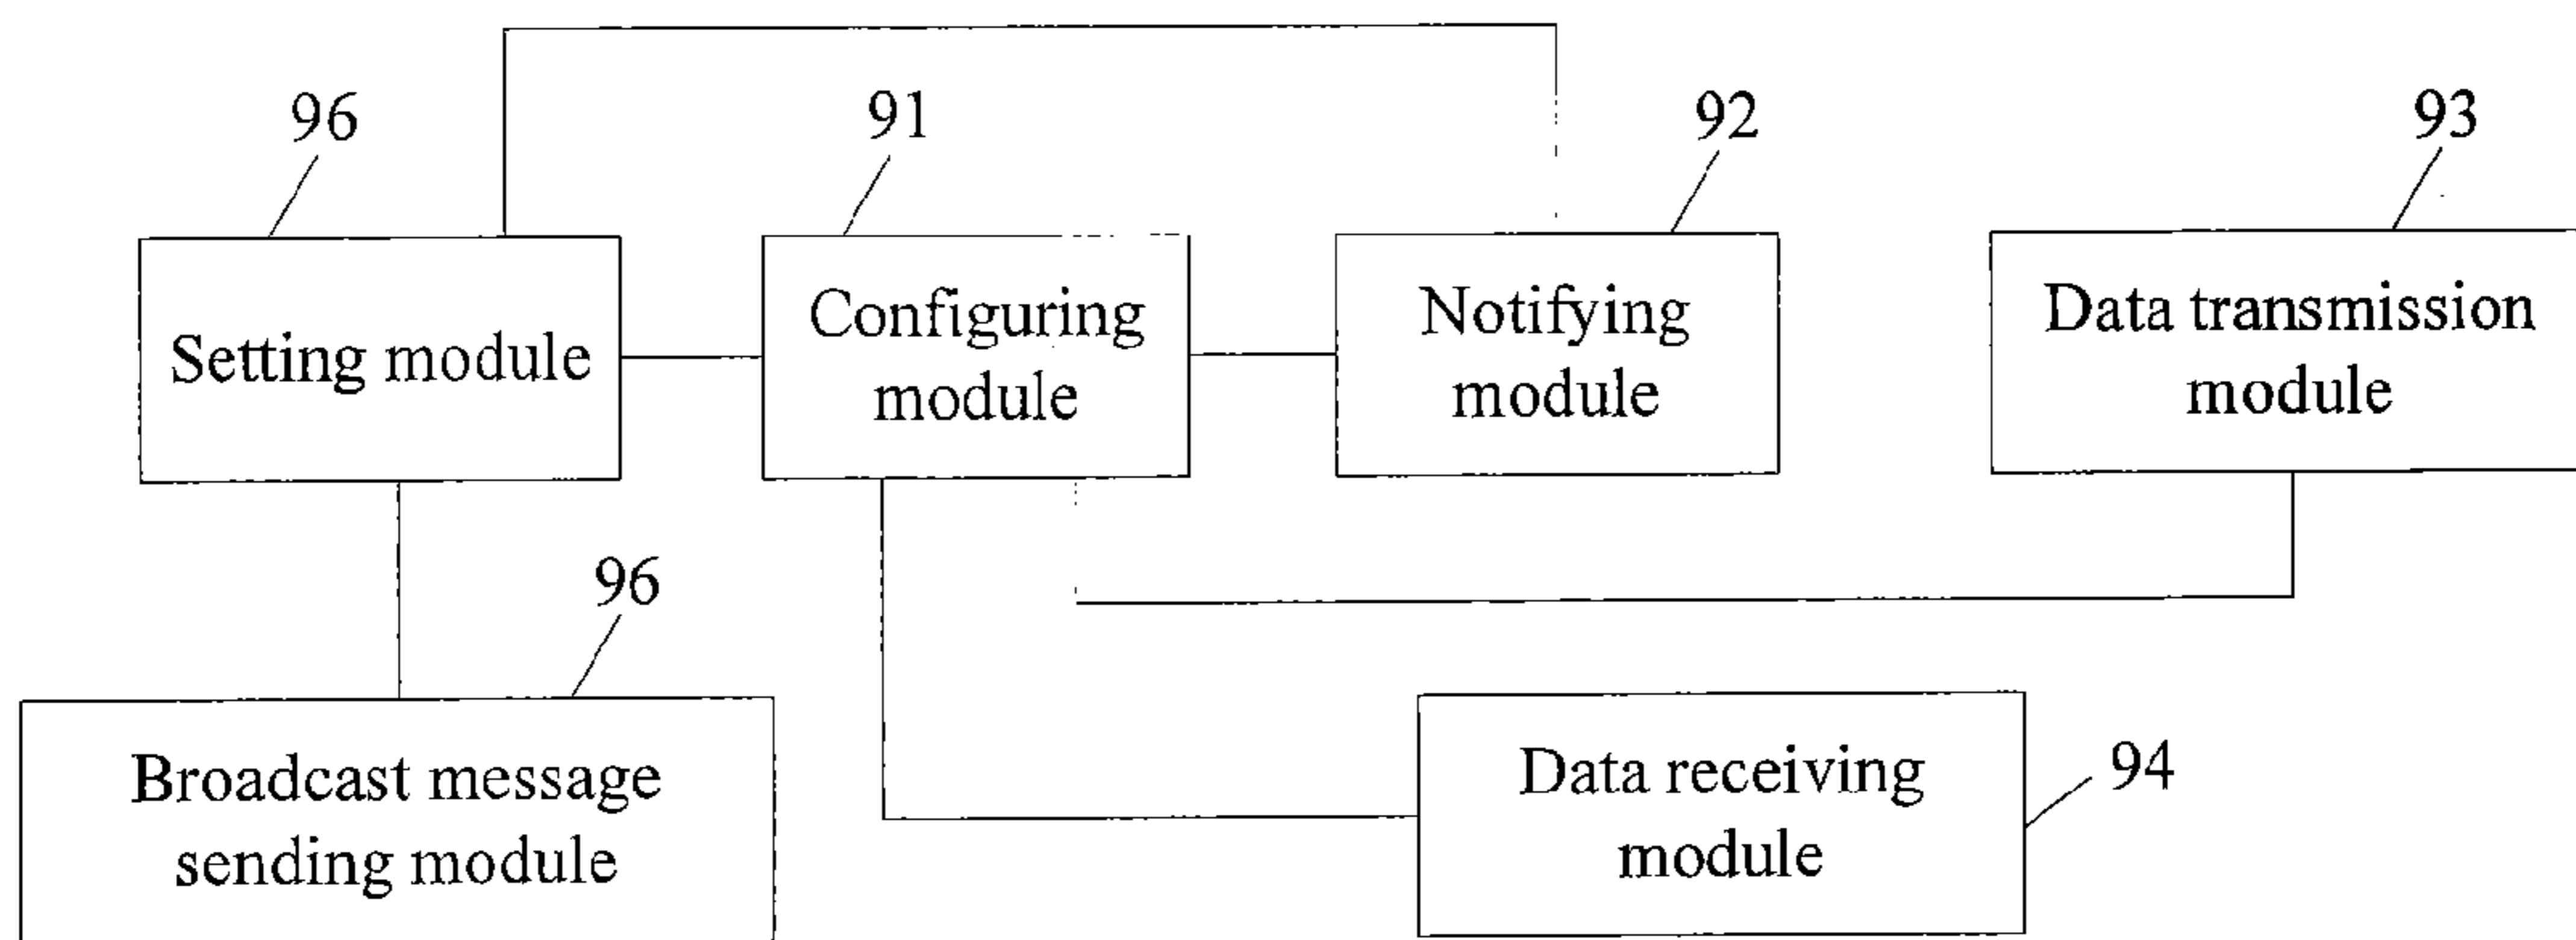 96
91
92
93
Setting module
Configuring
module
Notifying
module
Data transmission
module
96
Broadcast message
sending module
Data receiving
module
94